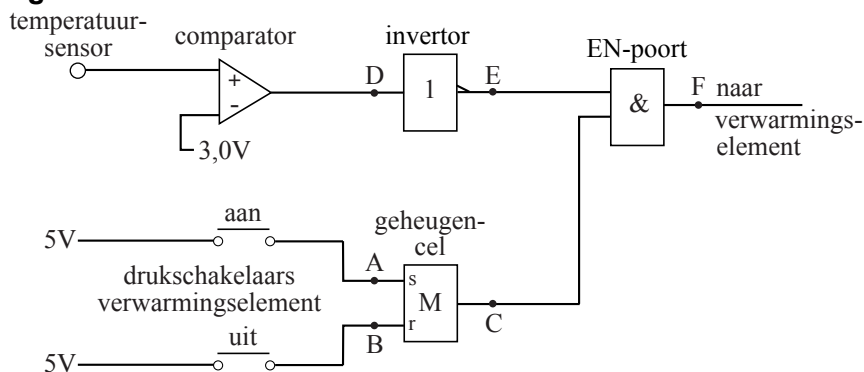 temperatuur-
sensor
comparator
+
-
3,0V
D
invertor
1
E
EN-poort
&
F naar
verwarmings-
element
5V
aan
drukschakelaars
verwarmingselement
5V
uit
A
B
geheugen-
cel
s
M
r
C